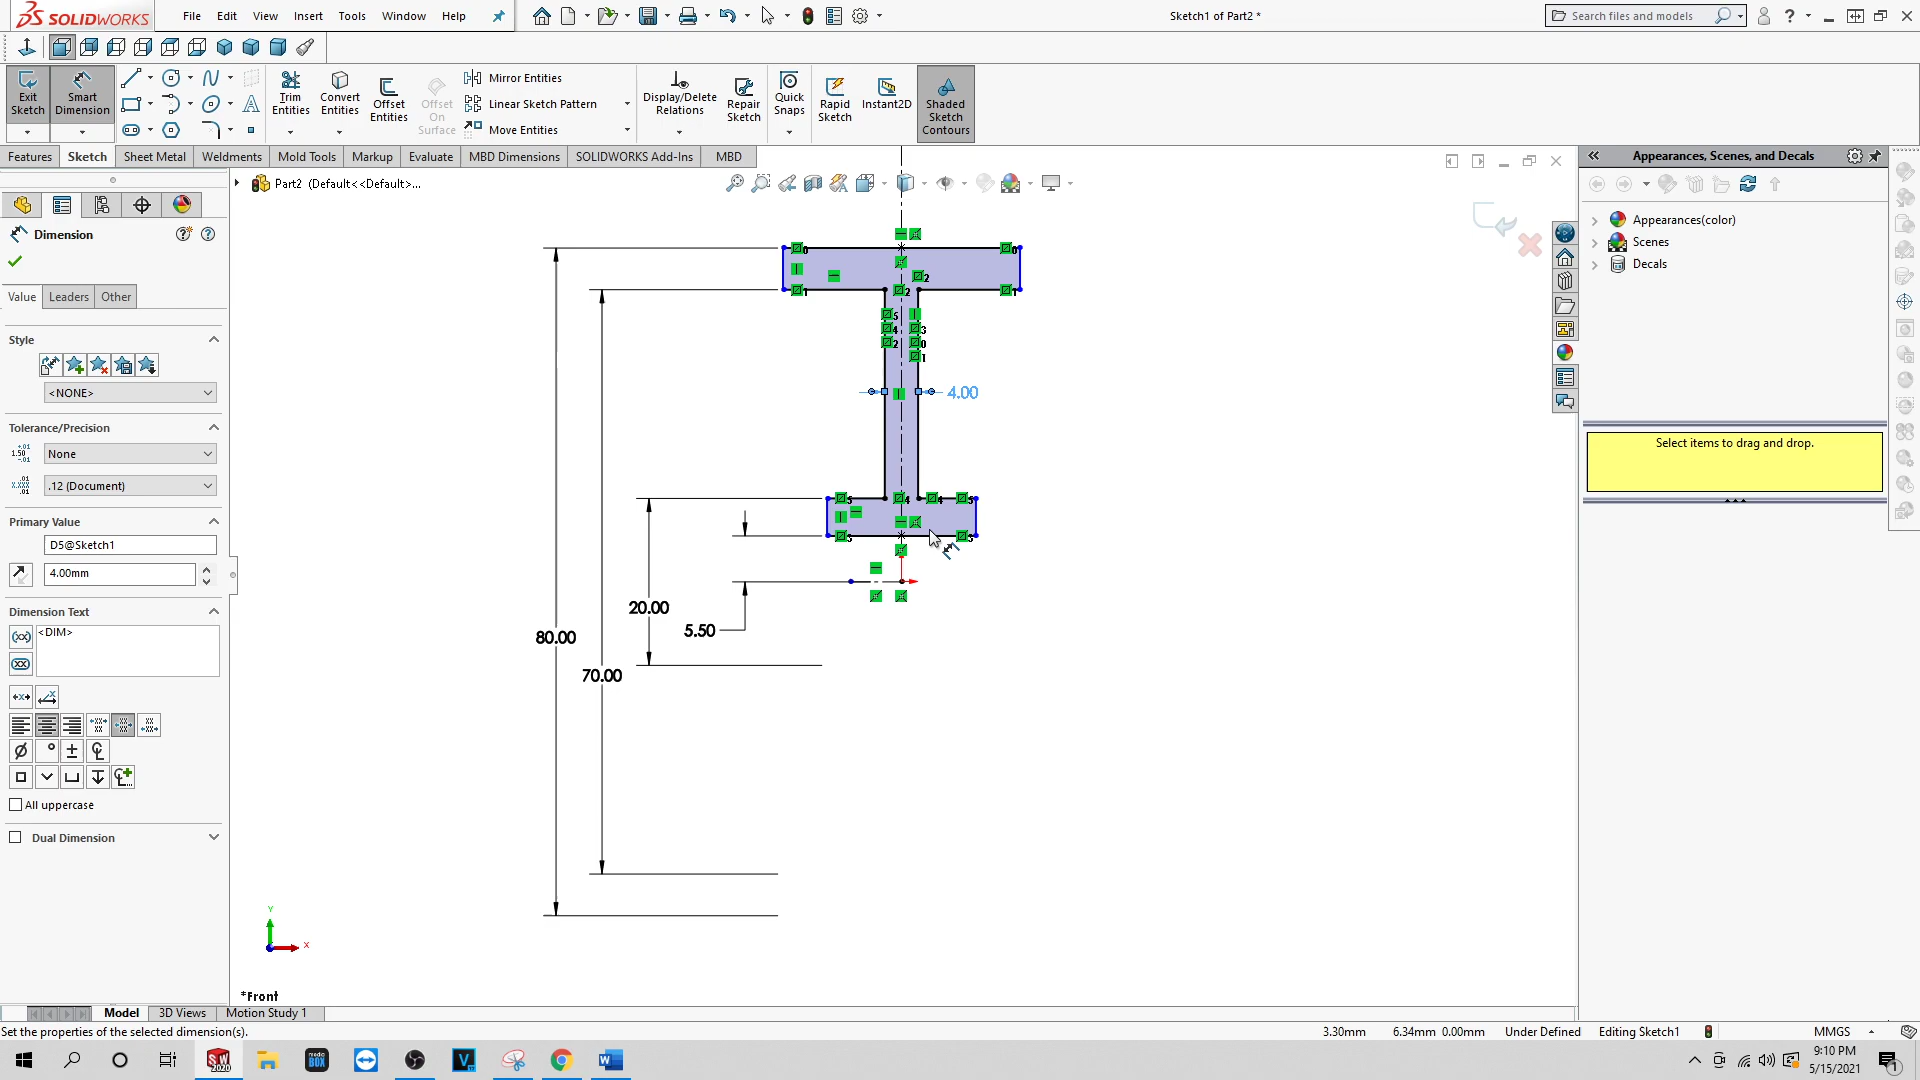 SOLIDWORKS File Edit View Insert Tools Window Help Sketch1 of Part2 * Search files and models ?
Exit Sketch
Smart Dimension
Trim Entities
Convert Entities
Offset Entities
Offset On Surface
Mirror Entities
Linear Sketch Pattern
Move Entities
Display/Delete Relations
Repair Sketch
Quick Snaps
Rapid Sketch
Instant2D
Shaded Sketch Contours
Features Sketch Sheet Metal Weldments Mold Tools Markup Evaluate MBD Dimensions SOLIDWORKS Add-Ins MBD
Appearances, Scenes, and Decals
Part2 (Default<<Default>...
Appearances(color)
Scenes
Decals
Select items to drag and drop.
Dimension
Value Leaders Other
Style
<NONE>
Tolerance/Precision
None
.12 (Document)
Primary Value
D5@Sketch1
4.00mm
Dimension Text
<DIM>
All uppercase
Dual Dimension
4.00
20.00
5.50
80.00
70.00
Y
X
*Front
Model 3D Views Motion Study 1
Set the properties of the selected dimension(s). 3.30mm 6.34mm 0.00mm Under Defined Editing Sketch1 MMGS
9:10 PM
5/15/2021